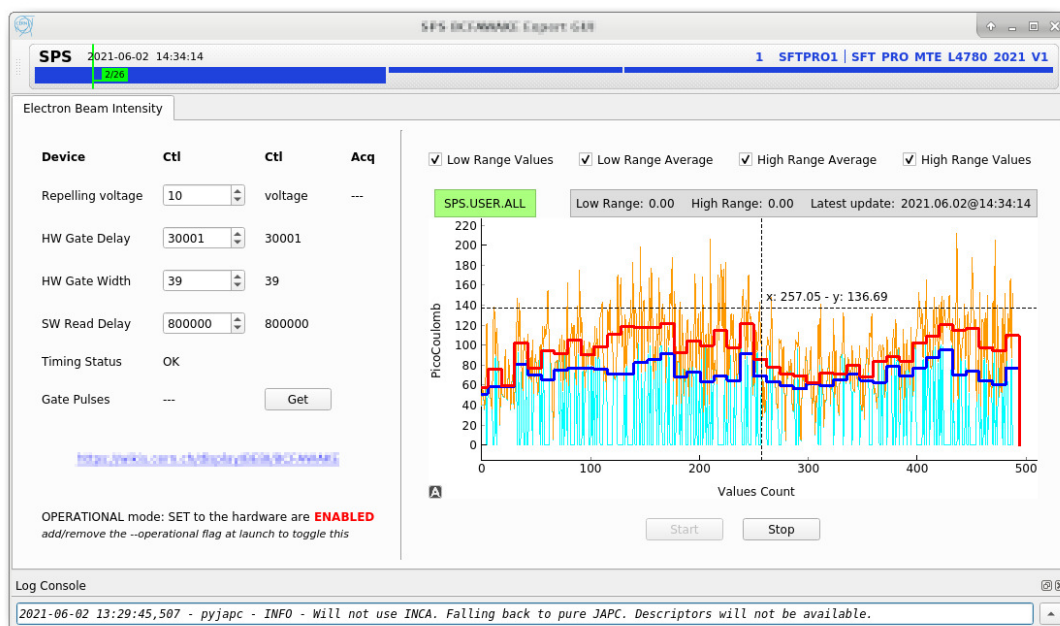 SPS 2021-06-02 14:34:14 1 SFTPRO1 | SFT PRO MTE L4780 2021 V1
2/26
Electron Beam Intensity
Device Ctl Ctl Acq
Repelling voltage 10 voltage ---
HW Gate Delay 30001 30001
HW Gate Width 39 39
SW Read Delay 800000 800000
Timing Status OK
Gate Pulses --- Get
OPERATIONAL mode: SET to the hardware are ENABLED
add/remove the --operational flag at launch to toggle this
Low Range Values Low Range Average High Range Average High Range Values
SPS.USER.ALL Low Range: 0.00 High Range: 0.00 Latest update: 2021.06.02@14:34:14
220
200
180
160
140
120
100
80
60
40
20
0
PicoCoulomb
x: 257.05 - y: 136.69
0 100 200 300 400 500
Values Count
A
Start Stop
Log Console
2021-06-02 13:29:45,507 - pyjapc - INFO - Will not use INCA. Falling back to pure JAPC. Descriptors will not be available.